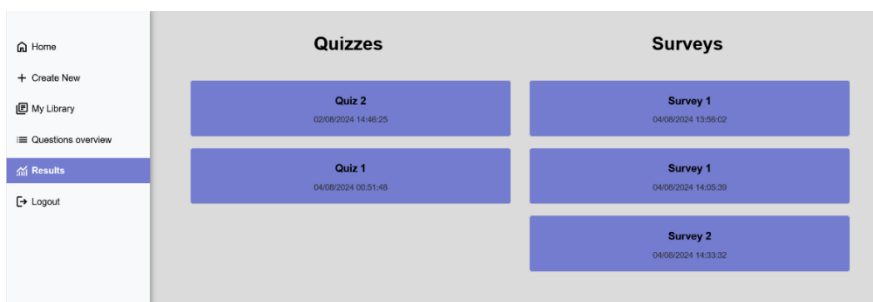 Home
Create New
My Library
Questions overview
Results
Logout
Quizzes
Quiz 2
02/08/2024 14:46:25
Quiz 1
04/08/2024 00:51:48
Surveys
Survey 1
04/08/2024 13:56:02
Survey 1
04/08/2024 14:05:39
Survey 2
04/08/2024 14:33:32